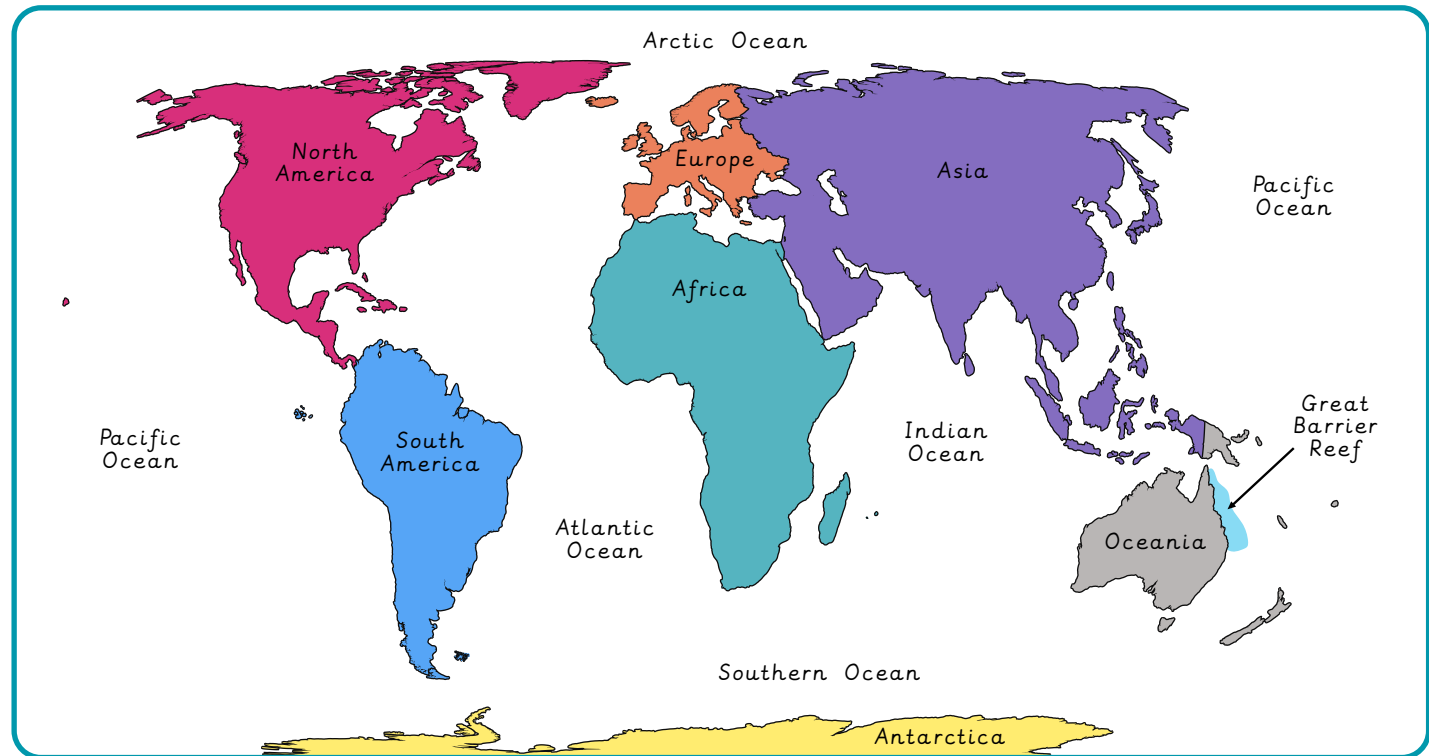 Arctic Ocean
North
America
Europe
Asia
Pacific
Ocean
Africa
Pacific
Ocean
South
America
Indian
Ocean
Great
Barrier
Reef
Atlantic
Ocean
Oceania
Southern Ocean
Antarctica